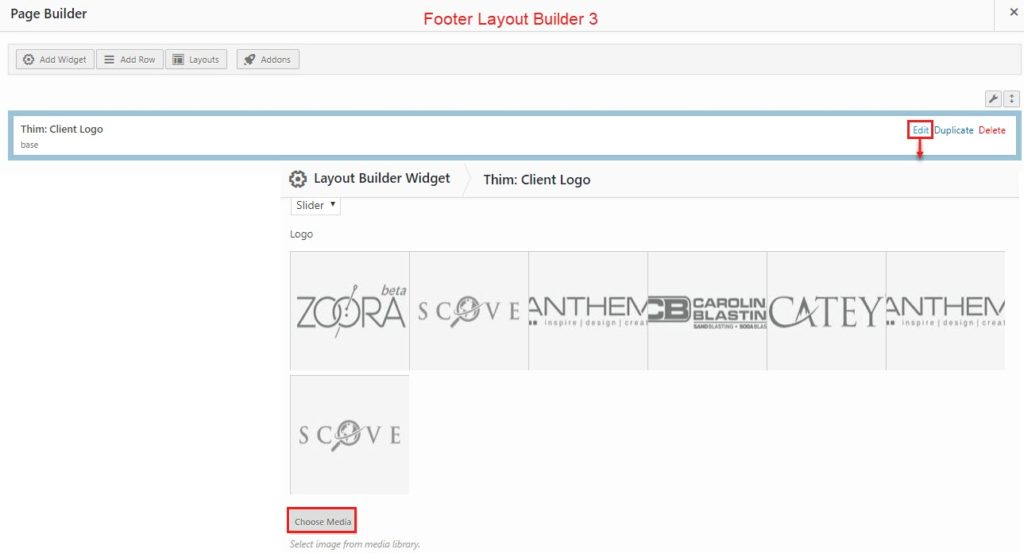 Page Builder
Footer Layout Builder 3
×
Add Widget
Add Row
Layouts
Addons
Thim: Client Logo
Edit Duplicate Delete
base
Layout Builder Widget
Thim: Client Logo
Slider
Logo
ZOORA beta
SCOVE
ANTHEM
inspire | design | crea
CB CAROLIN
BLASTIN
SANDBLASTING • SODA BLAS
CATEY
ANTHEM
inspire | design | crea
SCOVE
Choose Media
Select image from media library.